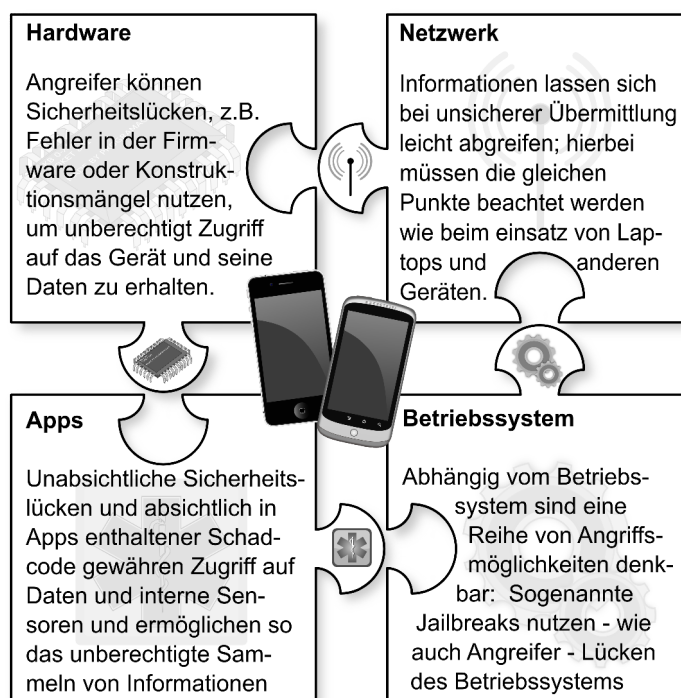 Hardware
Angreifer können
Sicherheitslücken, z.B.
Fehler in der Firm-
ware oder Konstruk-
tionsmängel nutzen,
um unberechtigt Zugriff
auf das Gerät und seine
Daten zu erhalten.
Netzwerk
Informationen lassen sich
bei unsicherer Übermittlung
leicht abgreifen; hierbei
müssen die gleichen
Punkte beachtet werden
wie beim einsatz von Lap-
tops und anderen
Geräten.
Apps
Unabsichtliche Sicherheits-
lücken und absichtlich in
Apps enthaltener Schad-
code gewähren Zugriff auf
Daten und interne Sen-
soren und ermöglichen so
das unberechtigte Sam-
meln von Informationen
Betriebssystem
Abhängig vom Betriebs-
system sind eine
Reihe von Angriffs-
möglichkeiten denk-
bar: Sogenannte
Jailbreaks nutzen - wie
auch Angreifer - Lücken
des Betriebssystems